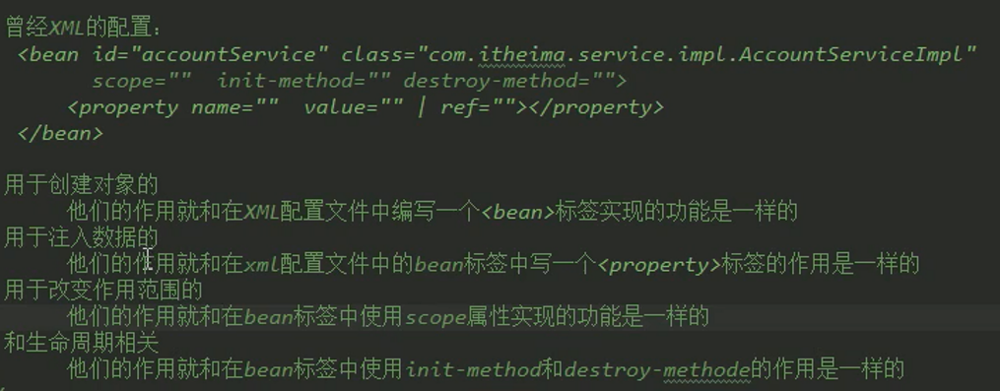 曾经XML的配置：
<bean id="accountService" class="com.itheima.service.impl.AccountServiceImpl"
scope="" init-method="" destroy-method="">
<property name="" value="" | ref=""></property>
</bean>
用于创建对象的
他们的作用就和在XML配置文件中编写一个<bean>标签实现的功能是一样的
用于注入数据的
他们的作用就和在xml配置文件中的bean标签中写一个<property>标签的作用是一样的
用于改变作用范围的
他们的作用就和在bean标签中使用scope属性实现的功能是一样的
和生命周期相关
他们的作用就和在bean标签中使用init-method和destroy-methode的作用是一样的